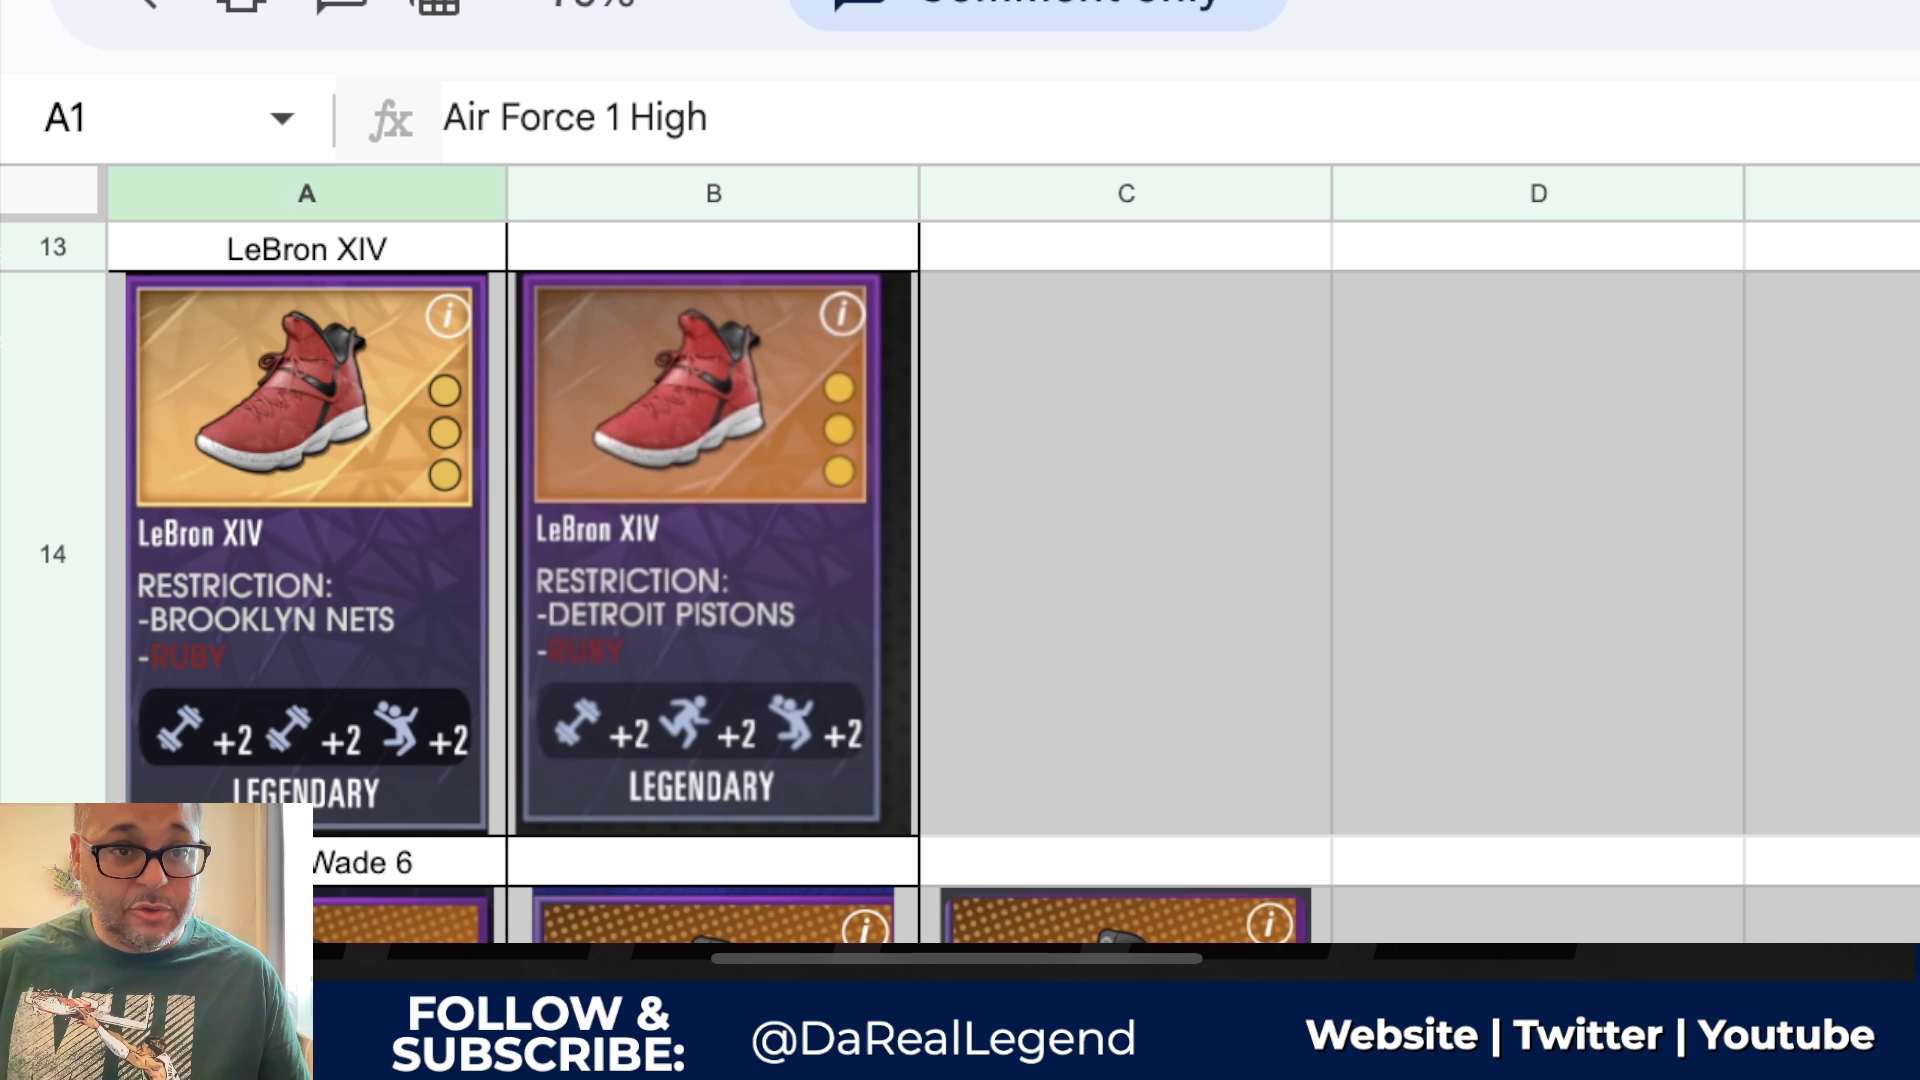 A1
fx
Air Force 1 High
A
B
C
D
13
LeBron XIV
14
i
i
LeBron XIV
RESTRICTION:
-BROOKLYN NETS
-RUBY
+2 +2 +2
LEGENDARY
LeBron XIV
RESTRICTION:
-DETROIT PISTONS
-RUBY
+2 +2 +2
LEGENDARY
Wade 6
i
i
FOLLOW &
SUBSCRIBE:
@DaRealLegend
Website | Twitter | Youtube